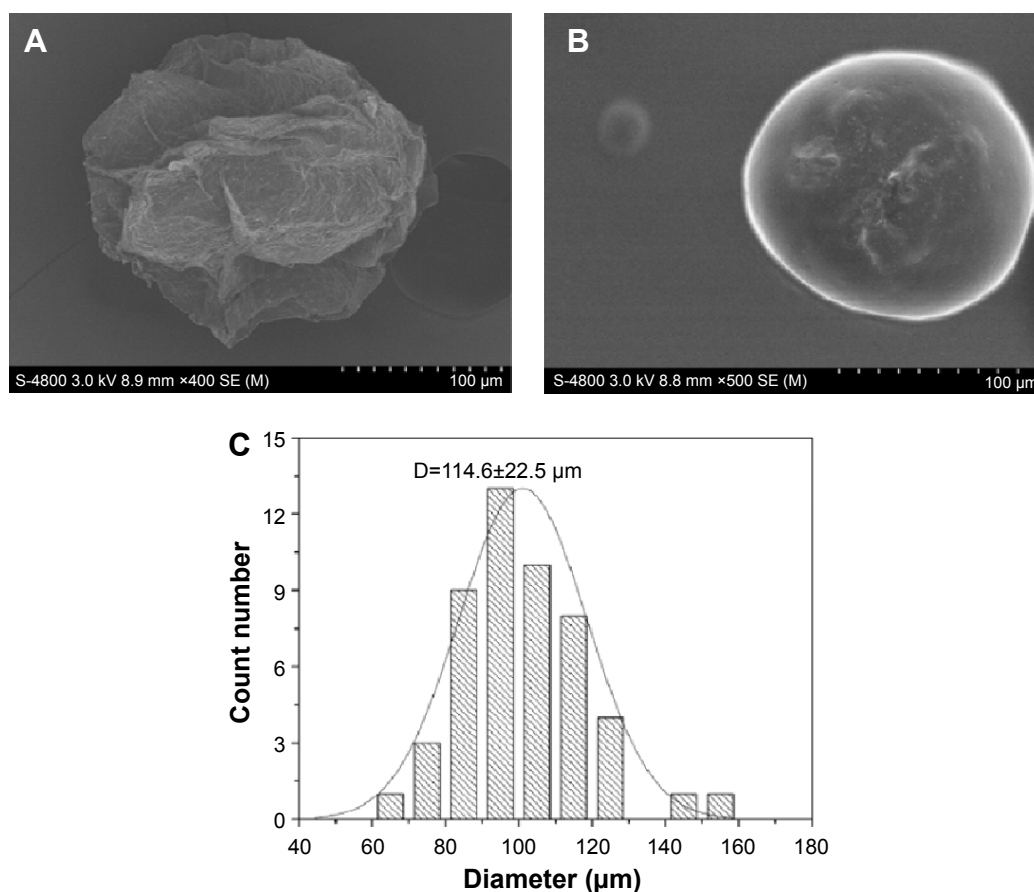 A
S-4800 3.0 kV 8.9 mm ×400 SE (M)
100 µm
B
S-4800 3.0 kV 8.8 mm ×500 SE (M)
100 µm
C
D=114.6±22.5 µm
Count number
15
12
9
6
3
0
40 60 80 100 120 140 160 180
Diameter (µm)